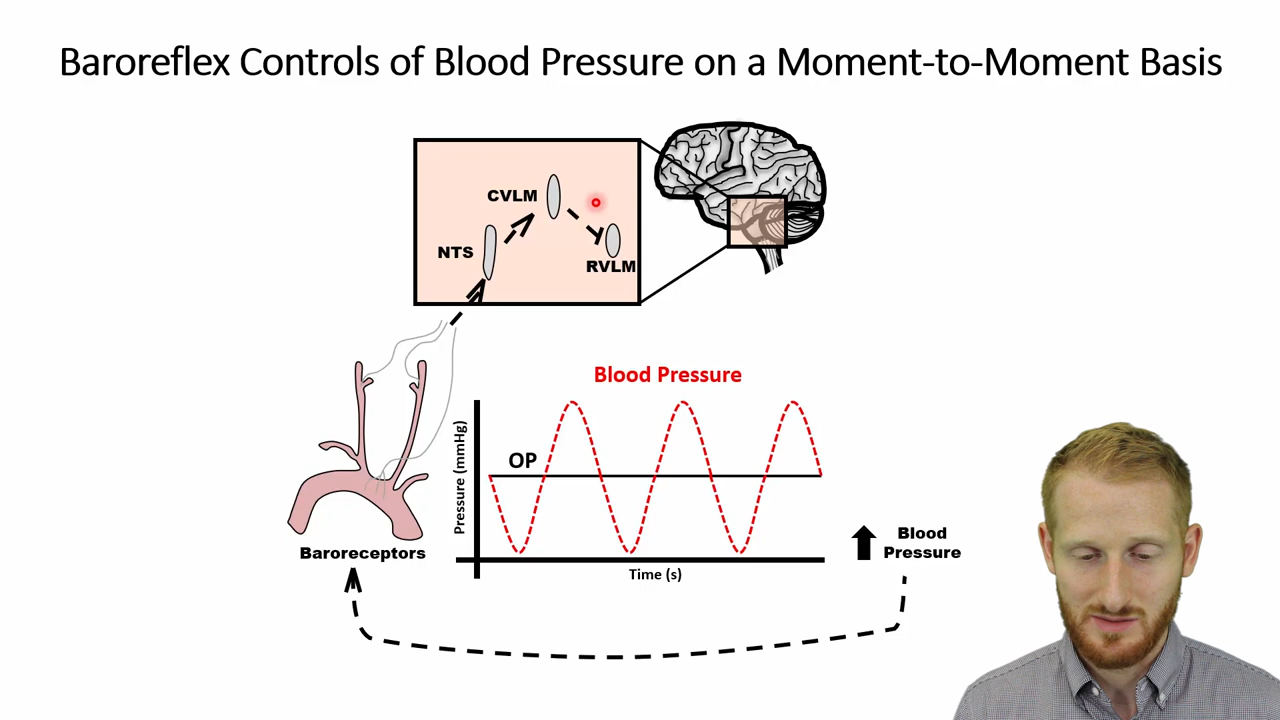 Baroreflex Controls of Blood Pressure on a Moment-to-Moment Basis
CVLM
NTS
RVLM
Blood Pressure
OP
Pressure (mmHg)
Time (s)
Baroreceptors
Blood
Pressure